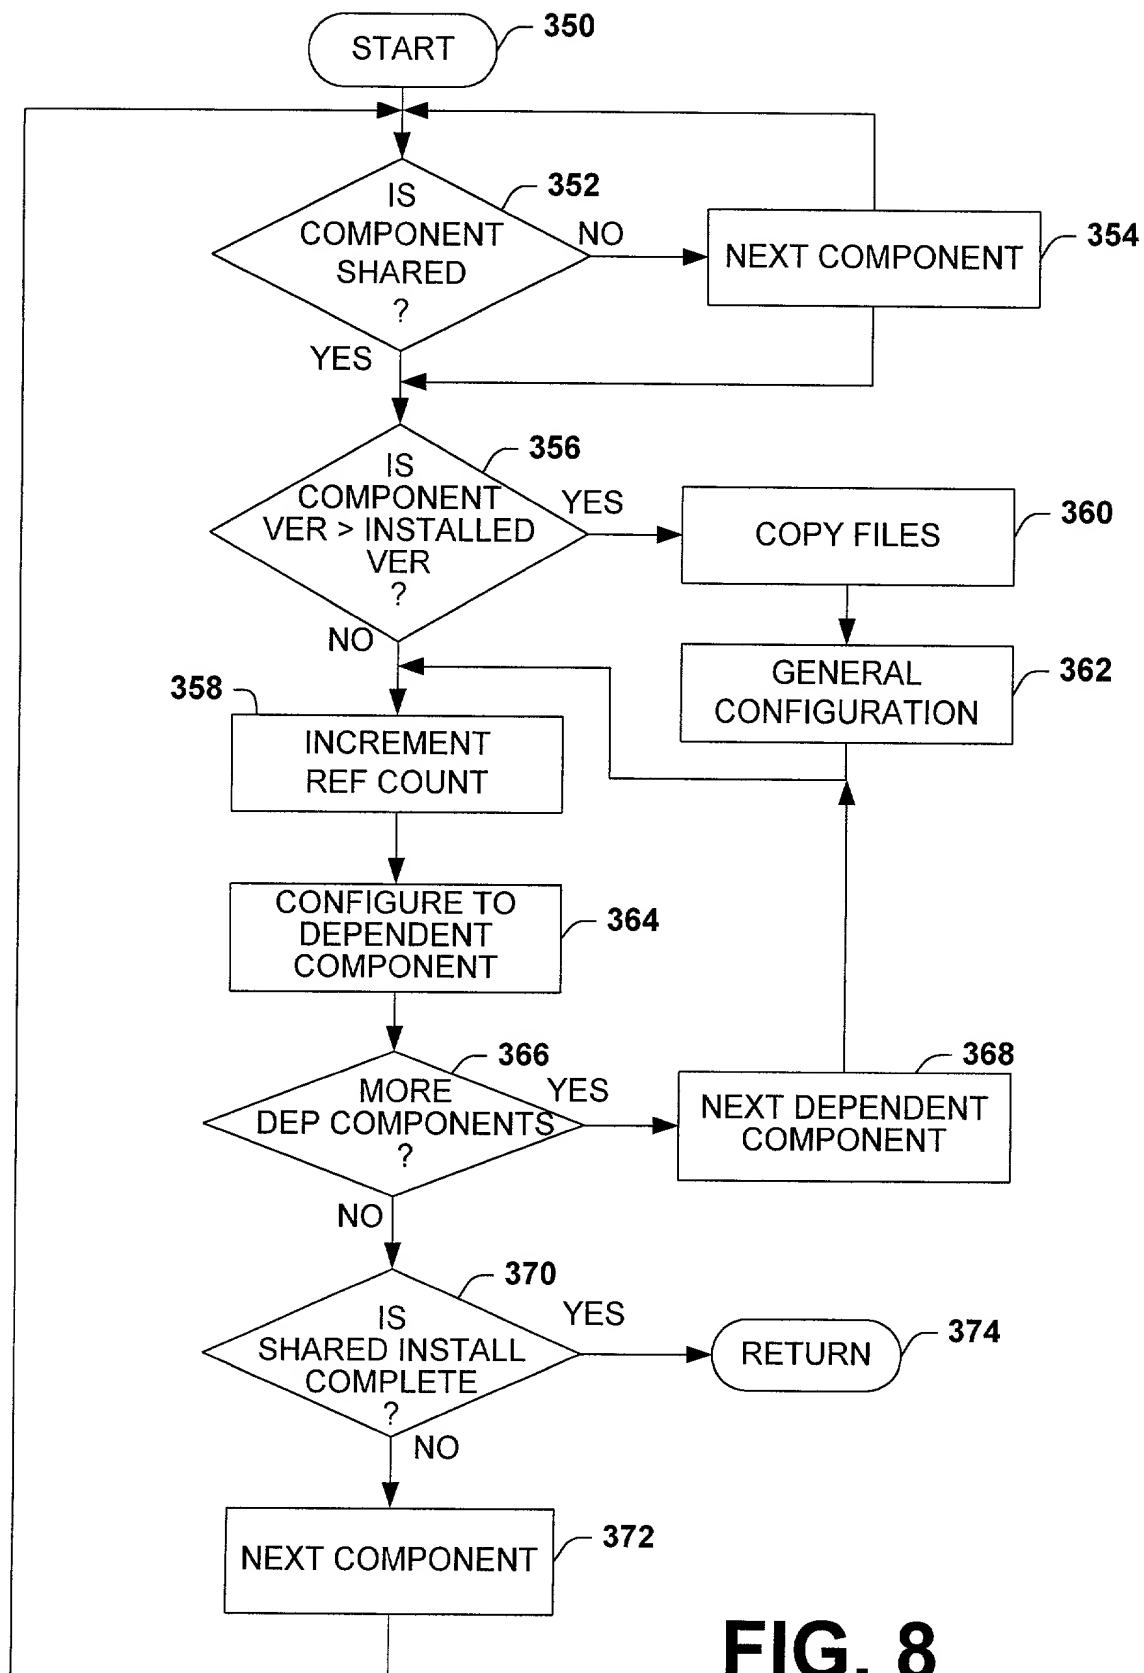 START
350
IS
COMPONENT
SHARED
?
352
NO
NEXT COMPONENT
354
YES
IS
COMPONENT
VER > INSTALLED
VER
?
356
YES
COPY FILES
360
NO
GENERAL
CONFIGURATION
362
358
INCREMENT
REF COUNT
CONFIGURE TO
DEPENDENT
COMPONENT
364
MORE
DEP COMPONENTS
?
366
YES
NEXT DEPENDENT
COMPONENT
368
NO
IS
SHARED INSTALL
COMPLETE
?
370
YES
RETURN
374
NO
NEXT COMPONENT
372
FIG. 8